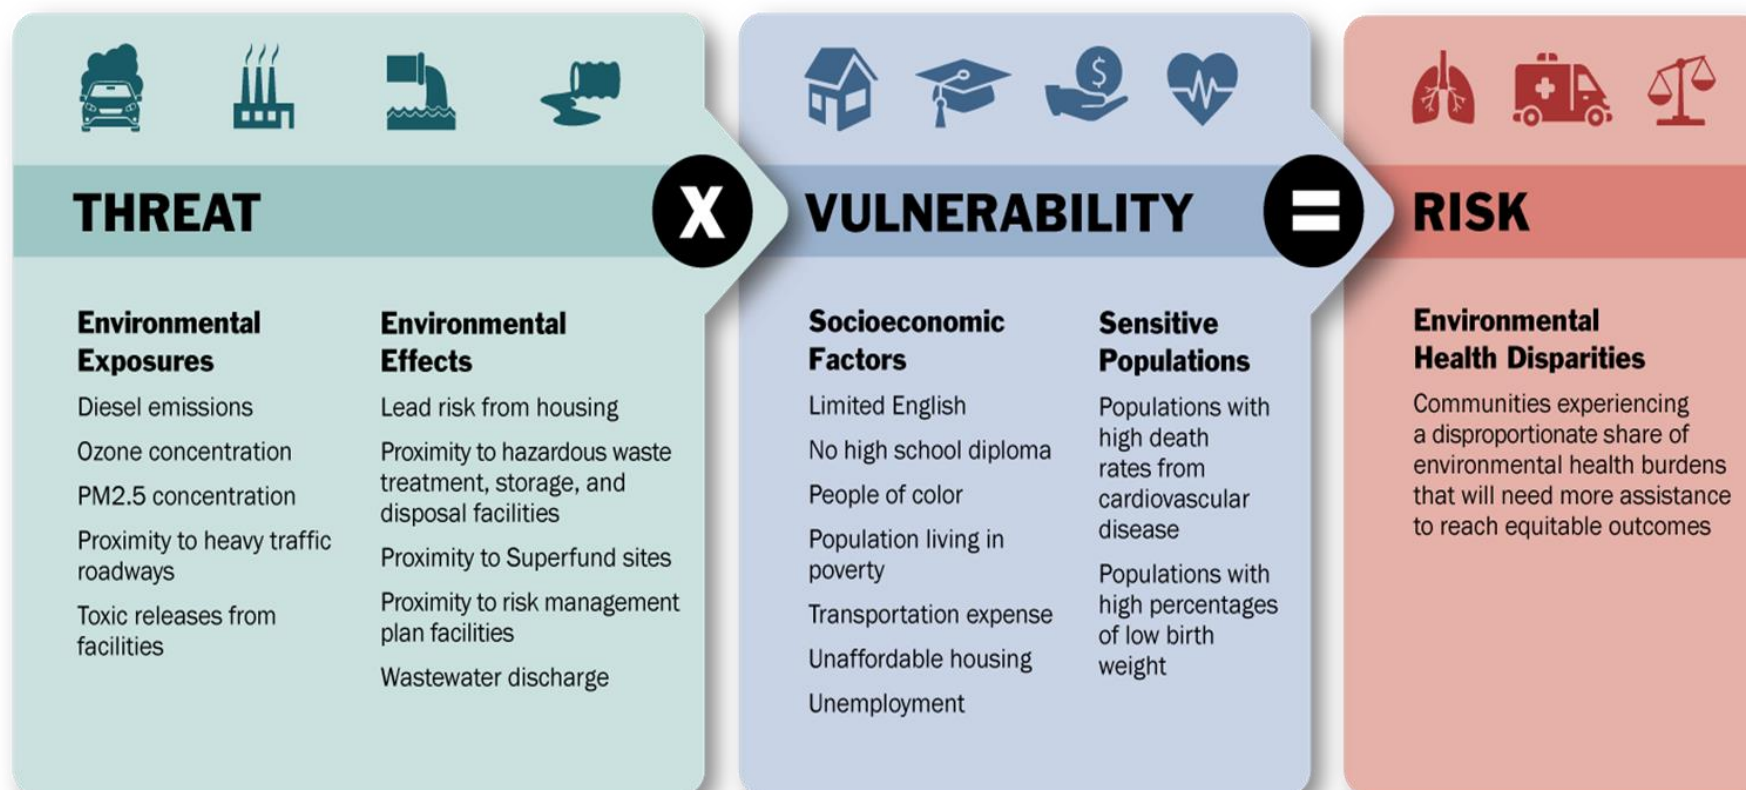 THREAT
X
VULNERABILITY
=
RISK
Environmental
Exposures
Diesel emissions
Ozone concentration
PM2.5 concentration
Proximity to heavy traffic
roadways
Toxic releases from
facilities
Environmental
Effects
Lead risk from housing
Proximity to hazardous waste
treatment, storage, and
disposal facilities
Proximity to Superfund sites
Proximity to risk management
plan facilities
Wastewater discharge
$
Socioeconomic
Factors
Limited English
No high school diploma
People of color
Population living in
poverty
Transportation expense
Unaffordable housing
Unemployment
Sensitive
Populations
Populations with
high death
rates from
cardiovascular
disease
Populations with
high percentages
of low birth
weight
Environmental
Health Disparities
Communities experiencing
a disproportionate share of
environmental health burdens
that will need more assistance
to reach equitable outcomes